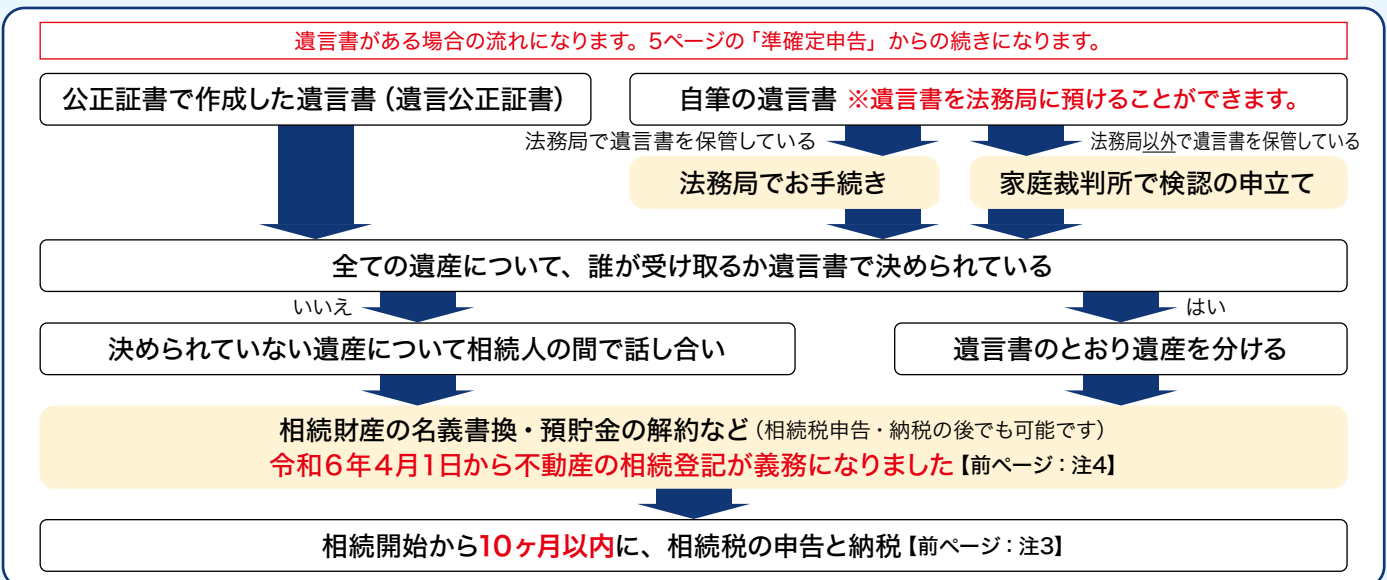 遺言書がある場合の流れになります。5ページの「準確定申告」からの続きになります。
公正証書で作成した遺言書（遺言公正証書）
自筆の遺言書 ※遺言書を法務局に預けることができます。
法務局で遺言書を保管している
法務局以外で遺言書を保管している
法務局でお手続き
家庭裁判所で検認の申立て
全ての遺産について、誰が受け取るか遺言書で決められている
いいえ
はい
決められていない遺産について相続人の間で話し合い
遺言書のとおり遺産を分ける
相続財産の名義書換・預貯金の解約など（相続税申告・納税の後でも可能です）
令和6年4月1日から不動産の相続登記が義務になりました【前ページ：注4】
相続開始から10ヶ月以内に、相続税の申告と納税【前ページ：注3】